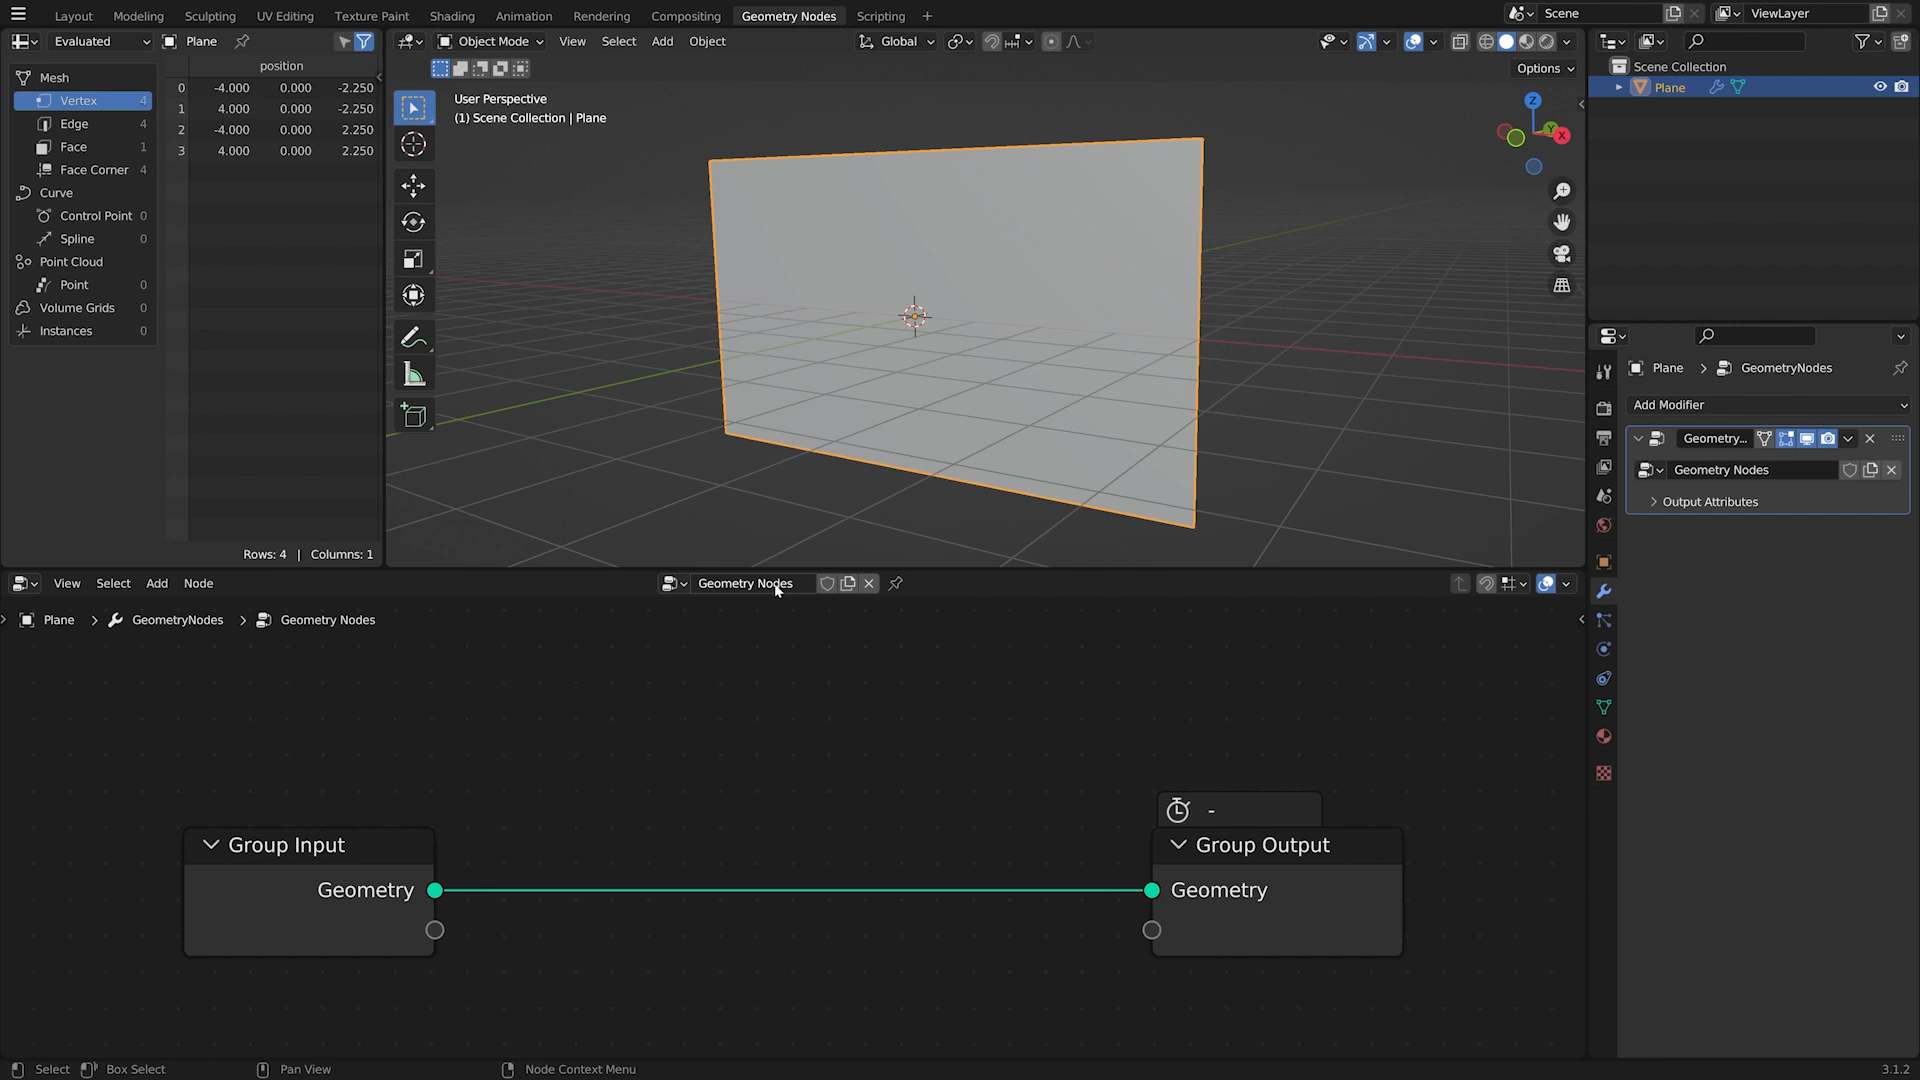 Layout Modeling Sculpting UV Editing Texture Paint Shading Animation Rendering Compositing Geometry Nodes Scripting +
Scene
ViewLayer
Evaluated
Plane
Object Mode
View Select Add Object
Global
Options
Mesh
Vertex 4
Edge 4
Face 1
Face Corner 4
Curve
Control Point 0
Spline 0
Point Cloud
Point 0
Volume Grids 0
Instances 0
position
0 -4.000 0.000 -2.250
1 4.000 0.000 -2.250
2 -4.000 0.000 2.250
3 4.000 0.000 2.250
Rows: 4 | Columns: 1
User Perspective
(1) Scene Collection | Plane
Z
Y
X
Scene Collection
Plane
Plane > GeometryNodes
Add Modifier
Geometry...
Geometry Nodes
Output Attributes
View Select Add Node
Geometry Nodes
Plane > GeometryNodes > Geometry Nodes
Group Input
Geometry
-
Group Output
Geometry
Select Box Select Pan View Node Context Menu
3.1.2